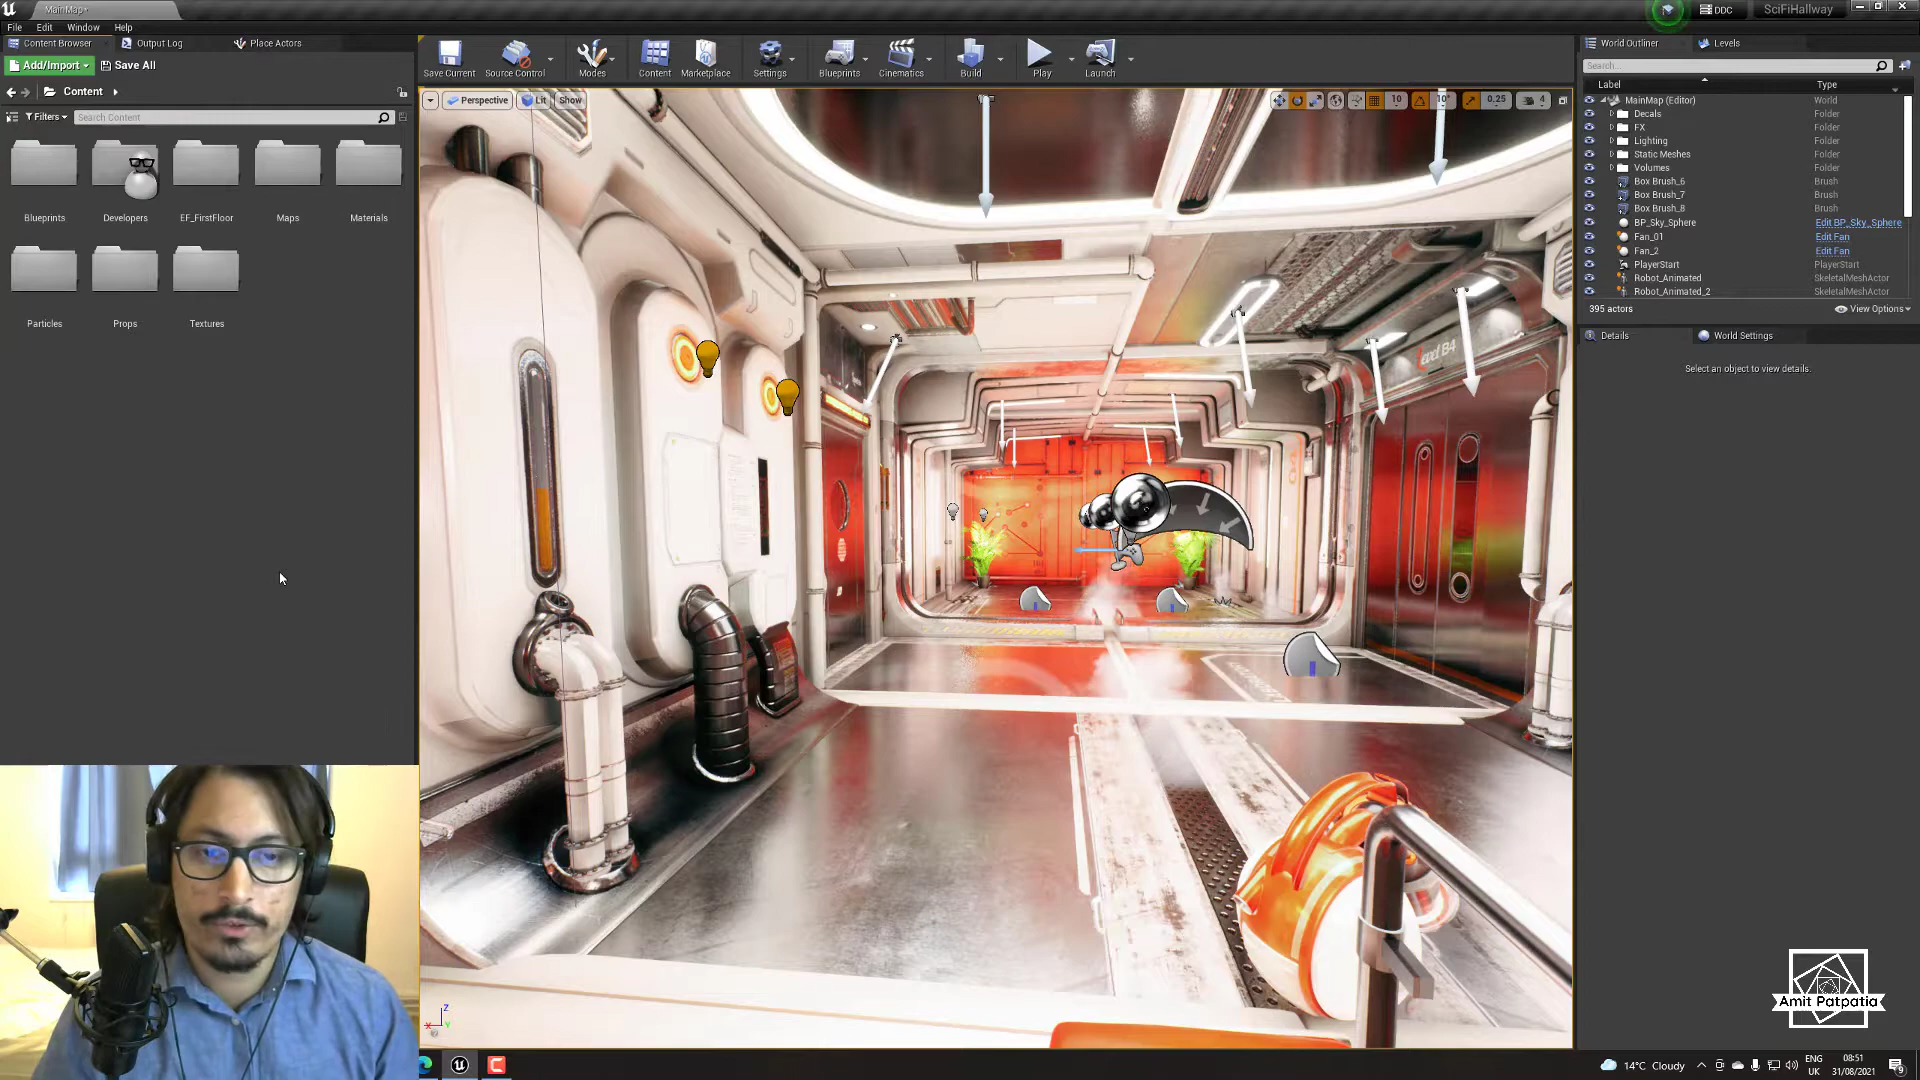 MainMap*
DDC
SciFiHallway
File Edit Window Help
Content Browser Output Log Place Actors
Add/Import Save All
Content
Filters Search Content
Blueprints Developers EF_FirstFloor Maps Materials
Particles Props Textures
Save Current Source Control Modes Content Marketplace Settings Blueprints Cinematics Build Play Launch
Perspective Lit Show
10 10° 0.25 4
Level B4
World Outliner Levels
Search...
Label Type
MainMap (Editor) World
Decals Folder
FX Folder
Lighting Folder
Static Meshes Folder
Volumes Folder
Box Brush_6 Brush
Box Brush_7 Brush
Box Brush_8 Brush
BP_Sky_Sphere Edit BP_Sky_Sphere
Fan_01 Edit Fan
Fan_2 Edit Fan
PlayerStart PlayerStart
Robot_Animated SkeletalMeshActor
Robot_Animated_2 SkeletalMeshActor
395 actors View Options
Details World Settings
Select an object to view details.
Z
X Y
Amit Patpatia
14°C Cloudy
ENG
UK
08:51
31/08/2021